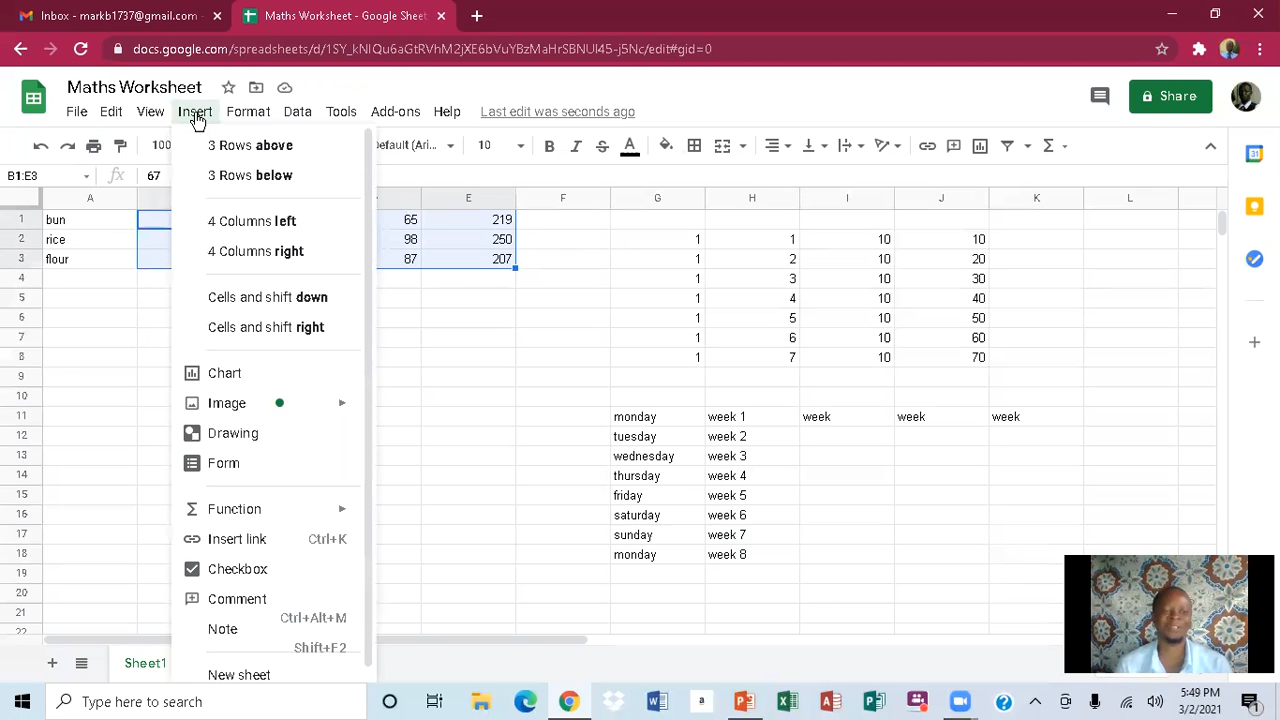 Inbox - markb1737@gmail.com - 
Maths Worksheet - Google Sheet
docs.google.com/spreadsheets/d/1SY_kNIQu6aGtRVhM2jXE6bVuYBzMaHrSBNUl45-j5Nc/edit#gid=0
Maths Worksheet
File Edit View Insert Format Data Tools Add-ons Help Last edit was seconds ago
Share
100 Default (Ari... 10 B I S A Σ
B1:E3 fx 67
A E F G H I J K L
1 bun 65 219
2 rice 98 250 1 1 10 10
3 flour 87 207 1 2 10 20
4 1 3 10 30
5 1 4 10 40
6 1 5 10 50
7 1 6 10 60
8 1 7 10 70
9
10
11 monday week 1 week week week
12 tuesday week 2
13 wednesday week 3
14 thursday week 4
15 friday week 5
16 saturday week 6
17 sunday week 7
18 monday week 8
19
20
21
22
3 Rows above
3 Rows below
4 Columns left
4 Columns right
Cells and shift down
Cells and shift right
Chart
Image
Drawing
Form
Σ Function
Insert link Ctrl+K
Checkbox
Comment
Ctrl+Alt+M
Note
Shift+F2
New sheet
Sheet1
31
Type here to search
5:49 PM
3/2/2021